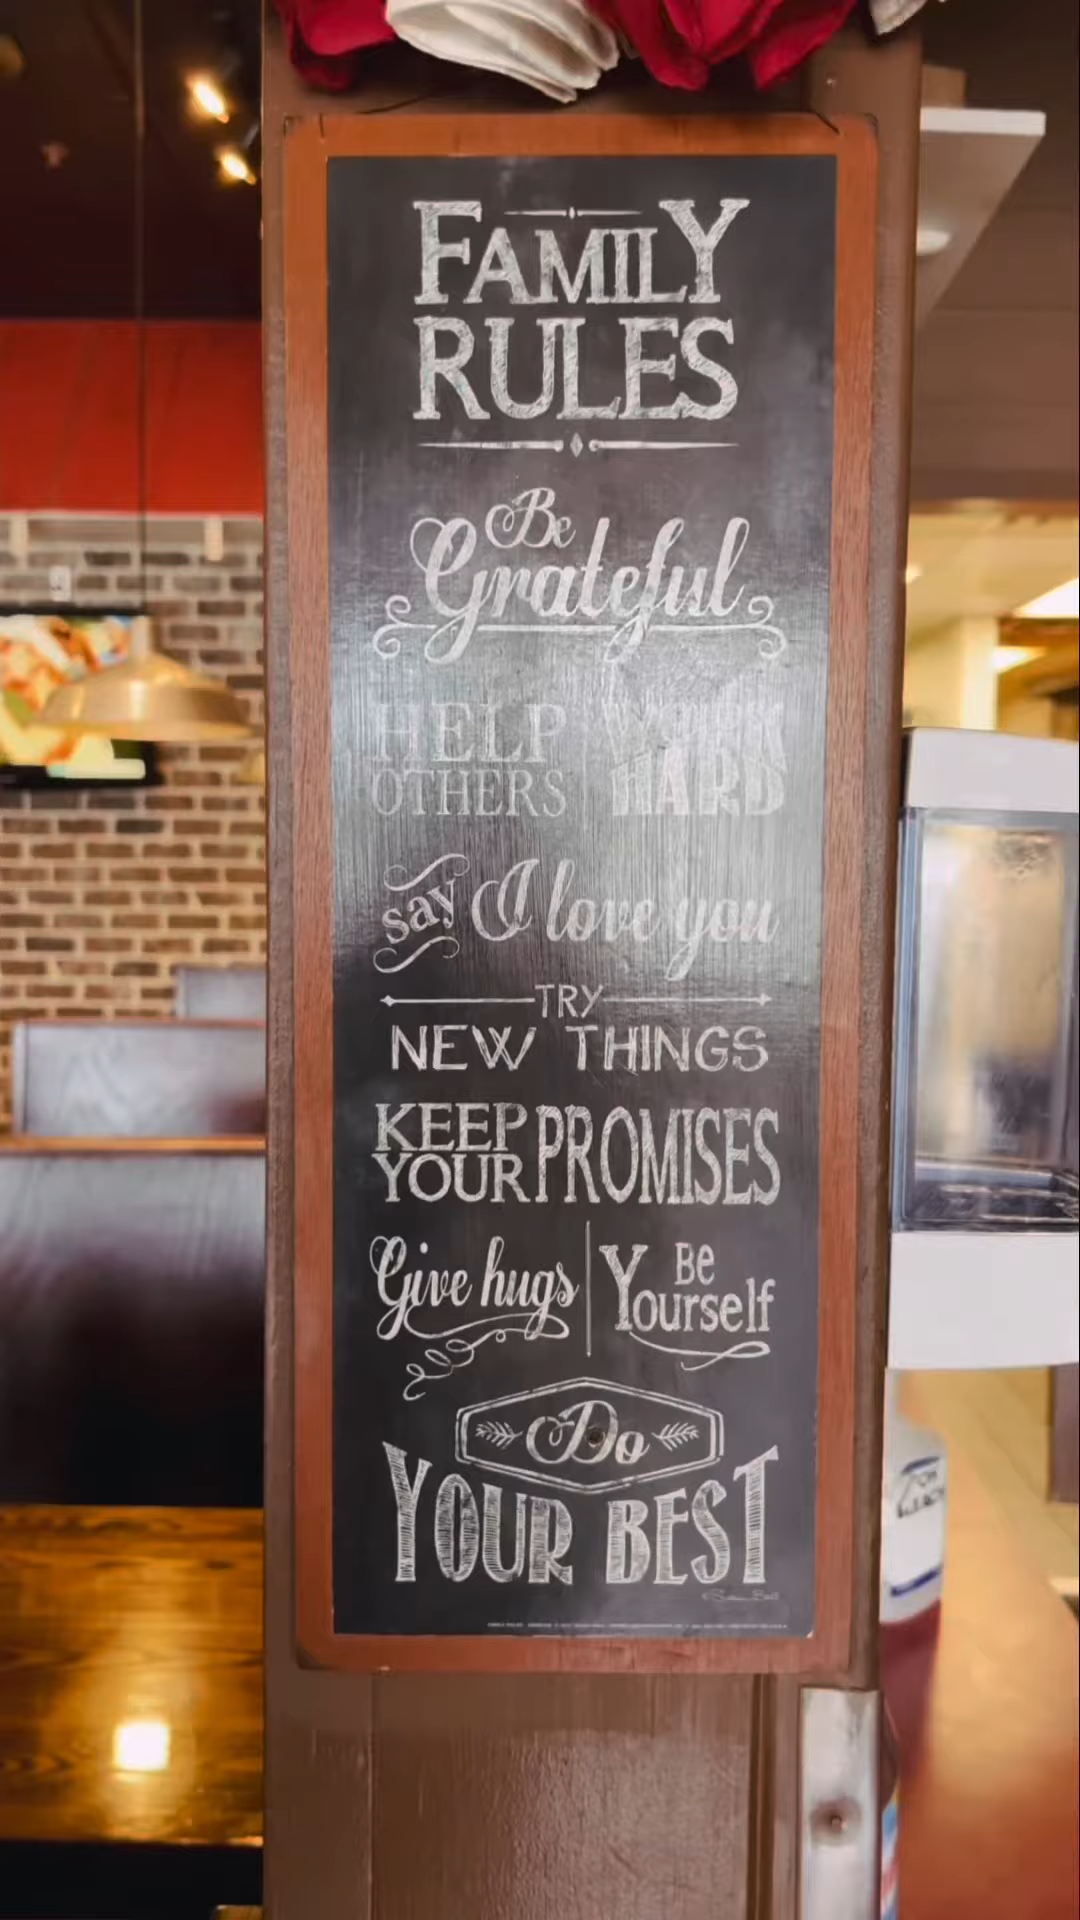 FAMILY
RULES
Be
Grateful
HELP
OTHERS
WORK
HARD
say I love you
TRY
NEW THINGS
KEEP
YOUR
PROMISES
Give hugs
Be
Yourself
Do
YOUR BEST